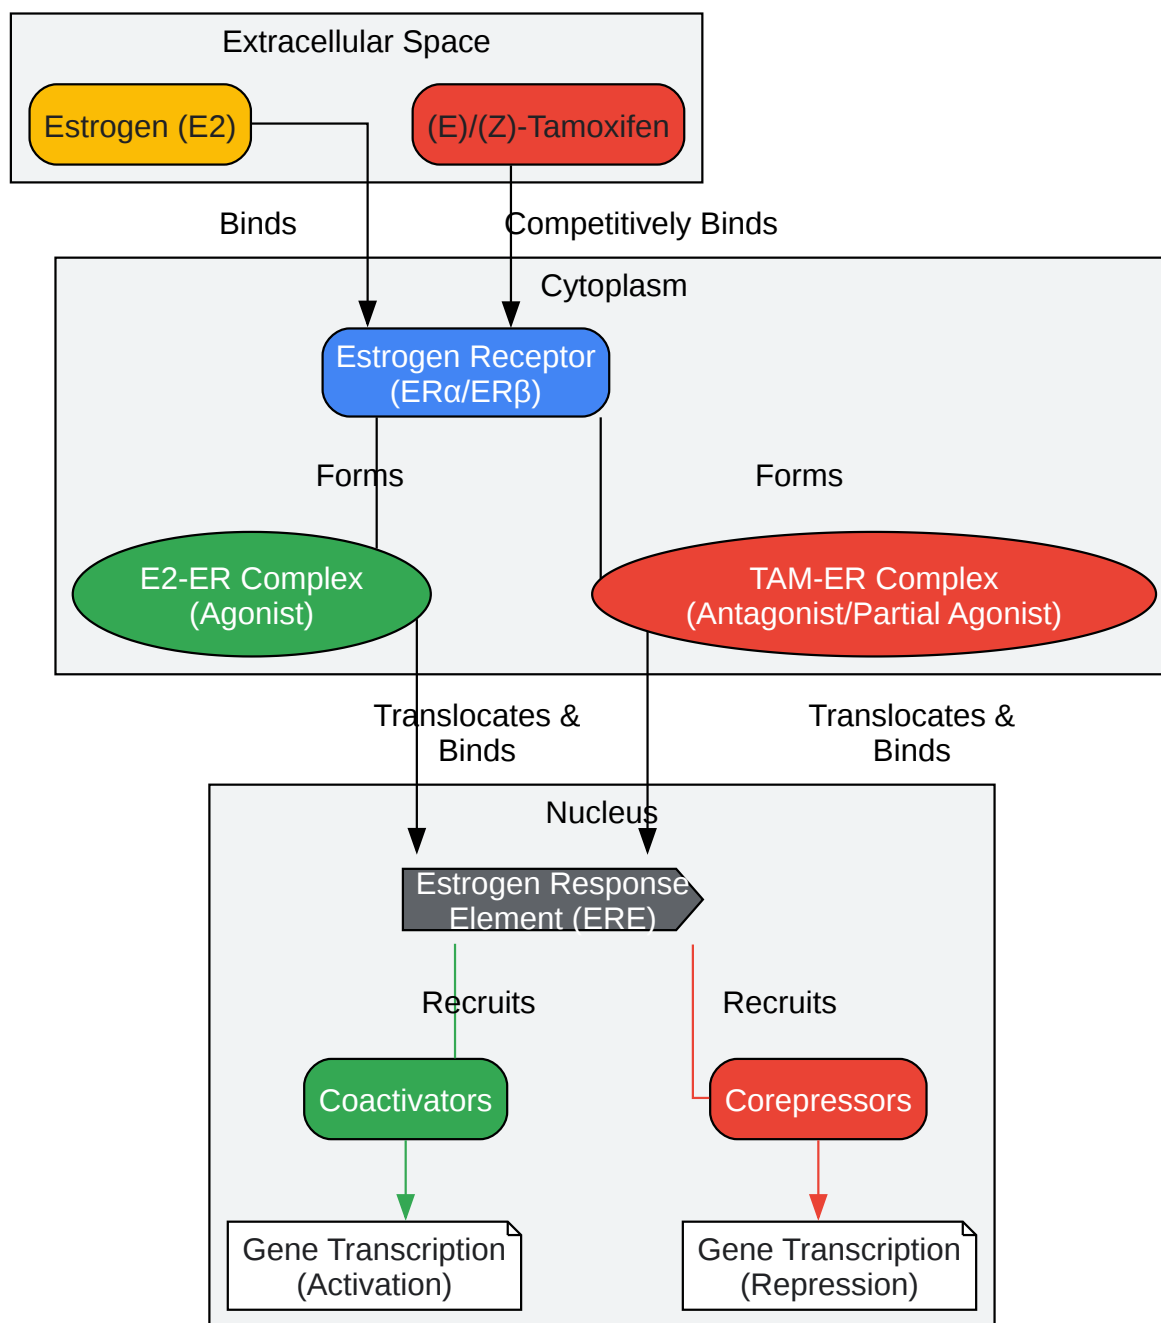 Extracellular Space
Estrogen (E2)
(E)/(Z)-Tamoxifen
Binds
Competitively Binds
Cytoplasm
Estrogen Receptor
(ERα/ERβ)
Forms
Forms
E2-ER Complex
(Agonist)
TAM-ER Complex
(Antagonist/Partial Agonist)
Translocates &
Binds
Translocates &
Binds
Nucleus
Estrogen Response
Element (ERE)
Recruits
Recruits
Coactivators
Corepressors
Gene Transcription
(Activation)
Gene Transcription
(Repression)